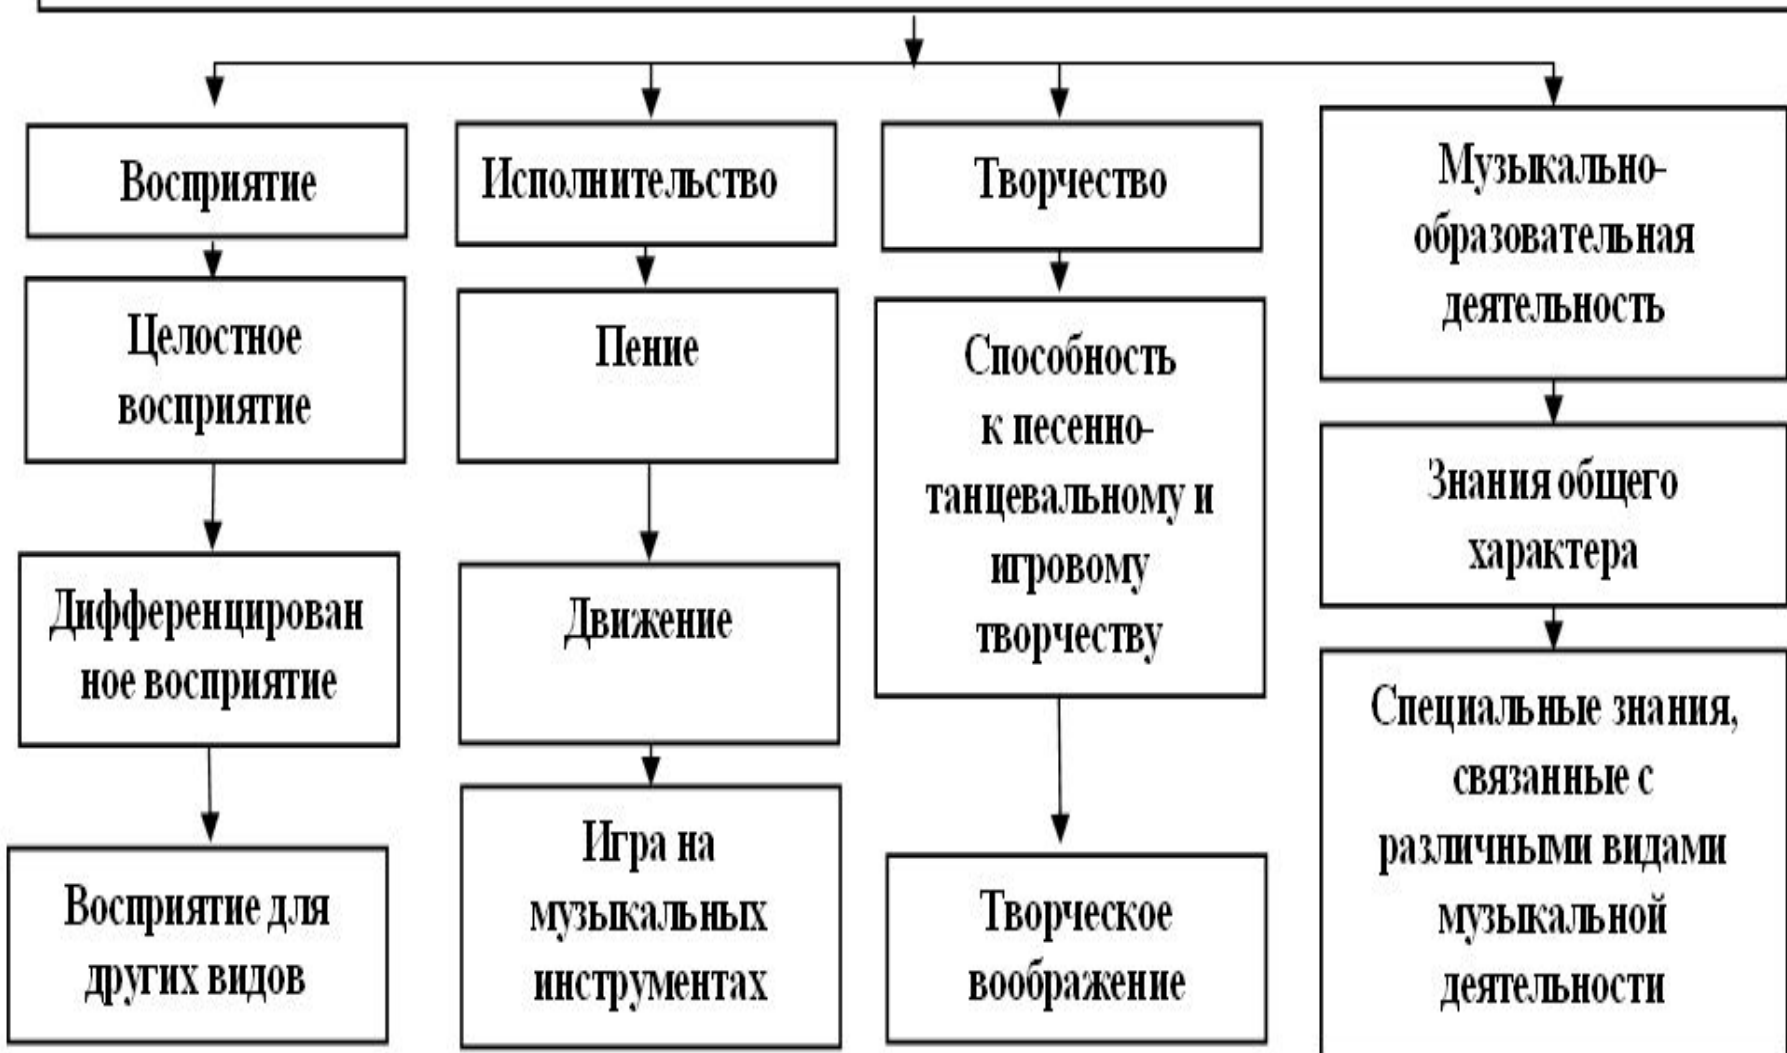 Восприятие
Целостное
восприятие
Дифференцирован
ное восприятие
Восприятие для
других видов
Исполнительство
Пение
Движение
Игра на
музыкальных
инструментах
Творчество
Способность
к песенно-
танцевальному и
игровому
творчеству
Творческое
воображение
Музыкально-
образовательная
деятельность
Знания общего
характера
Специальные знания,
связанные с
различными видами
музыкальной
деятельности